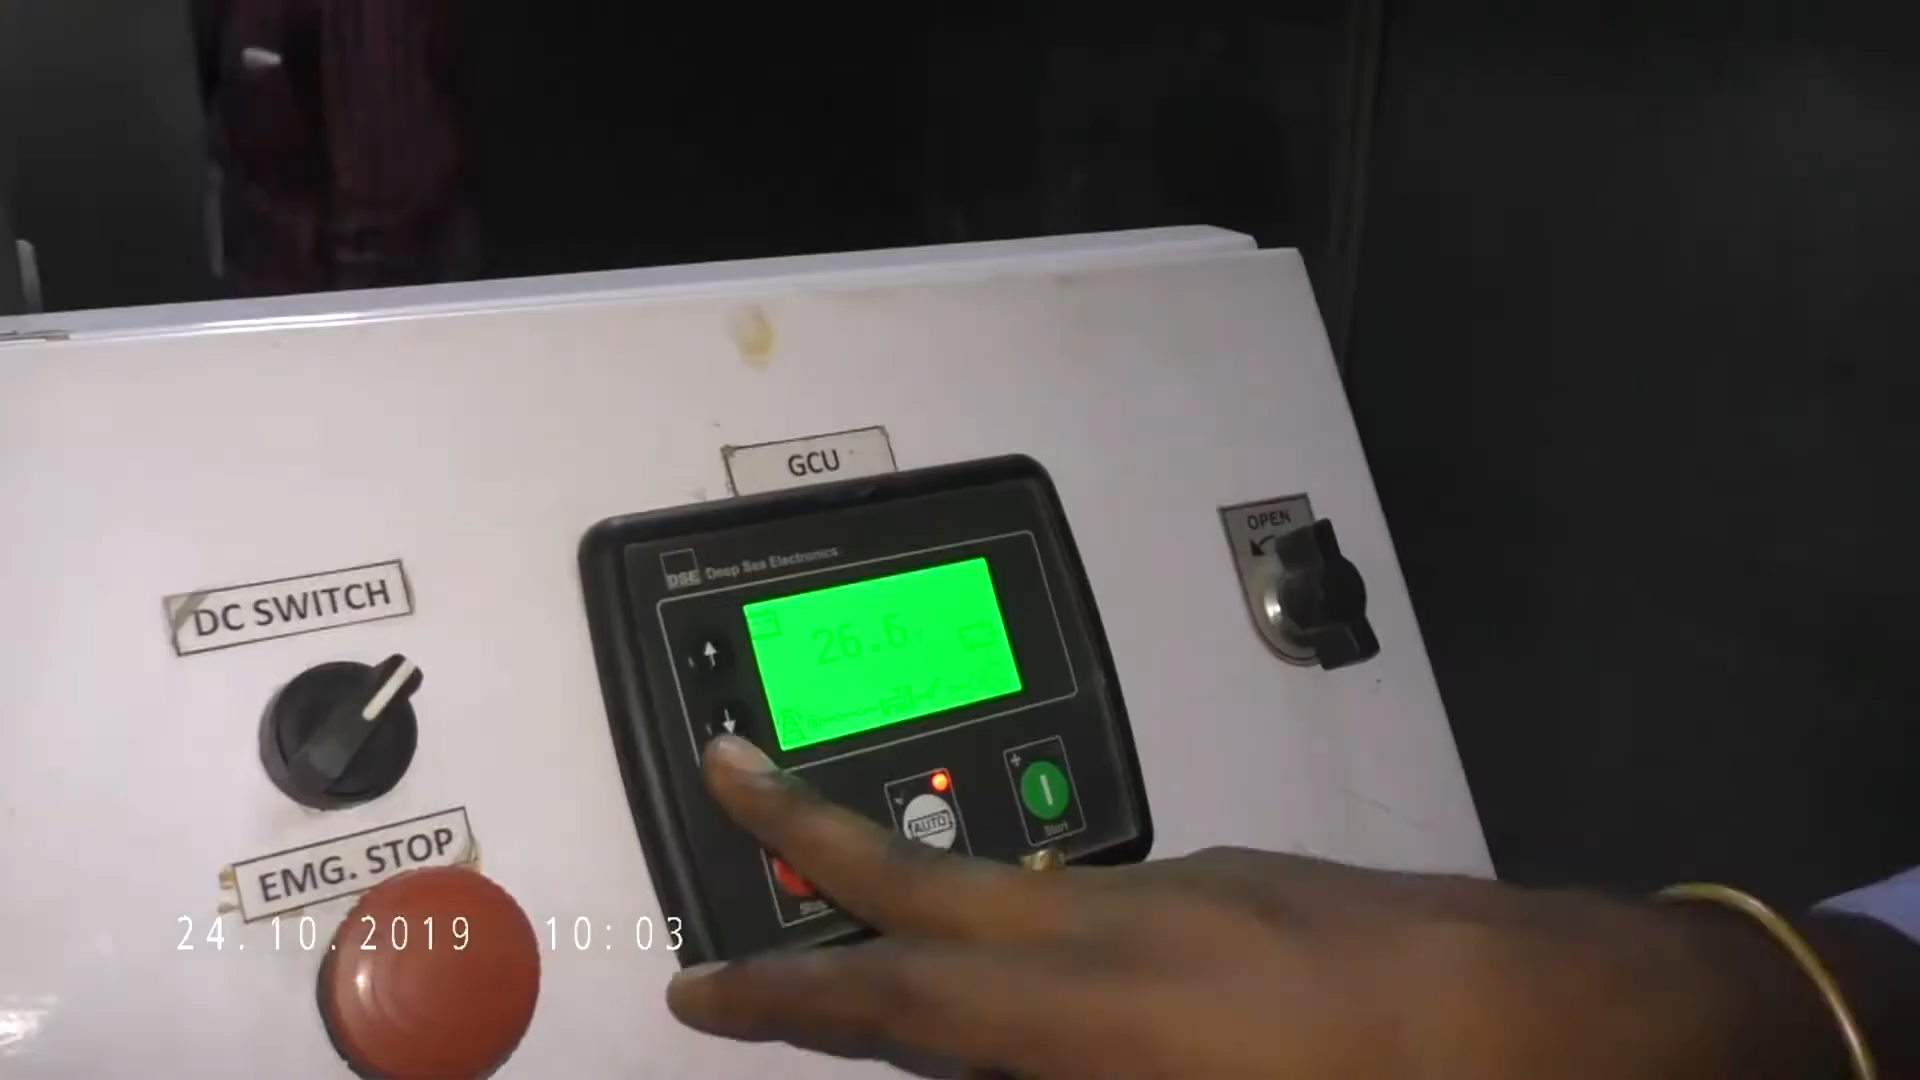 GCU
DSE Deep Sea Electronics
OPEN
DC SWITCH
26.6 V
AUTO
Start
EMG. STOP
24.10.2019 10:03